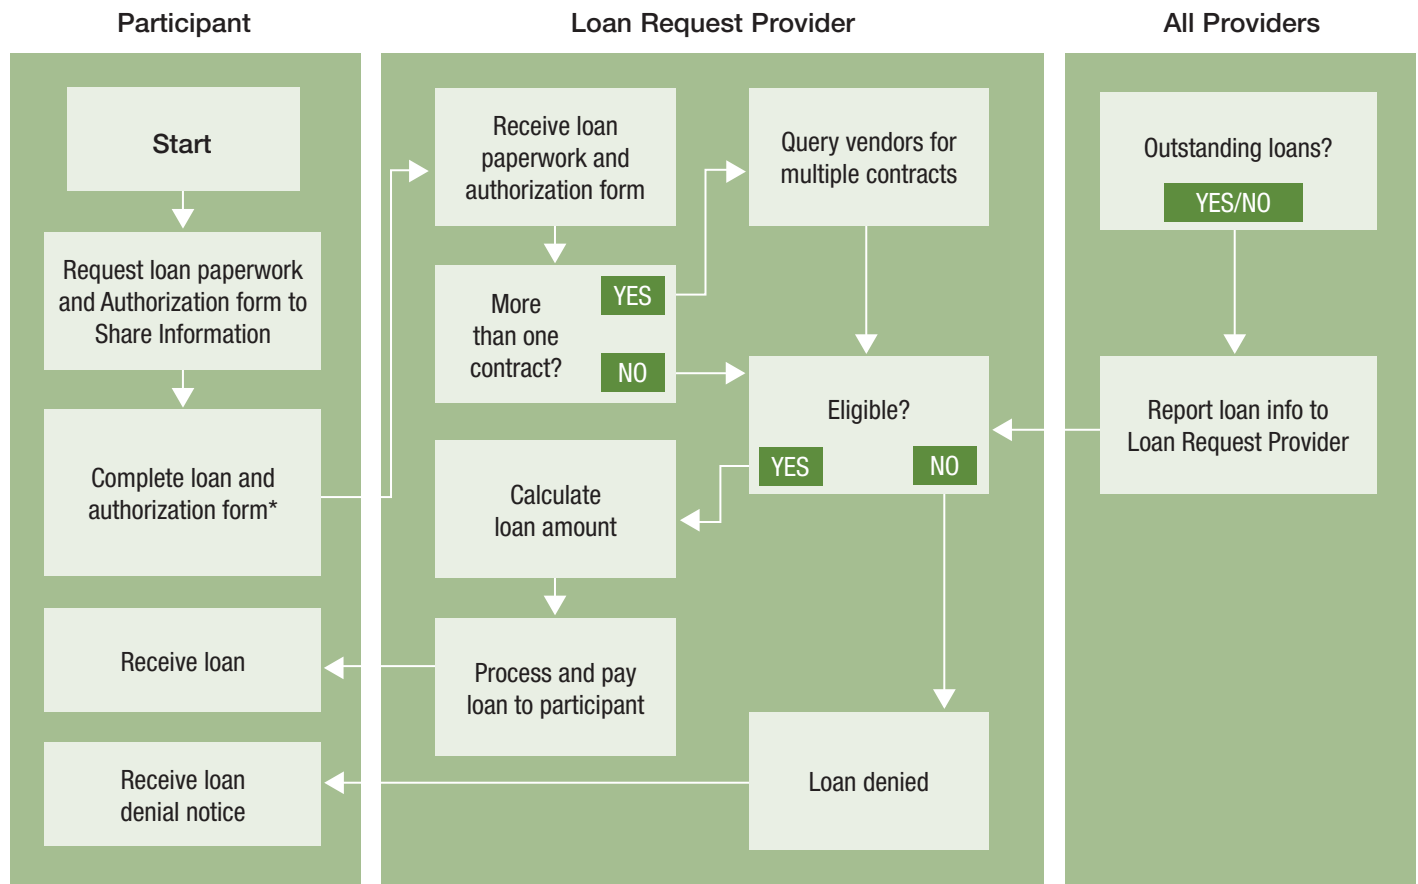 Participant
Start
Request loan paperwork
and Authorization form to
Share Information
Complete loan and
authorization form*
Receive loan
Receive loan
denial notice
Loan Request Provider
Receive loan
paperwork and
authorization form
More
than one
contract?
YES
NO
Query vendors for
multiple contracts
Eligible?
YES
NO
Calculate
loan amount
Process and pay
loan to participant
Loan denied
All Providers
Outstanding loans?
YES/NO
Report loan info to
Loan Request Provider